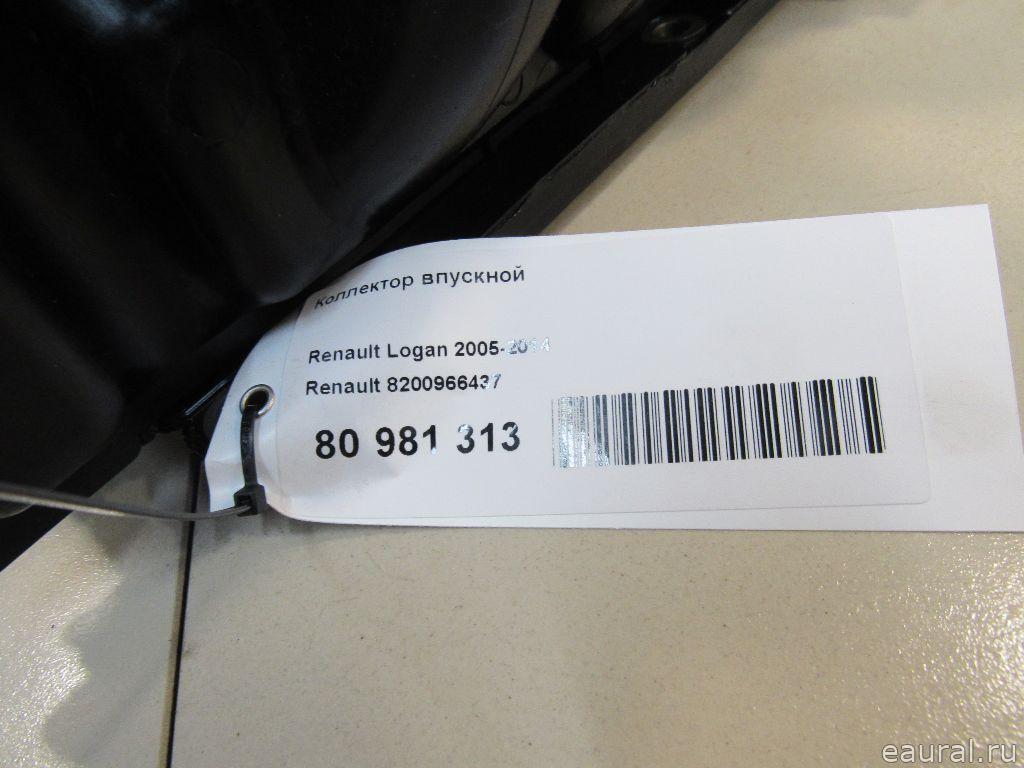 Коллектор впускной
Renault Logan 2005-2014
Renault 8200966437
80 981 313
eaural.ru